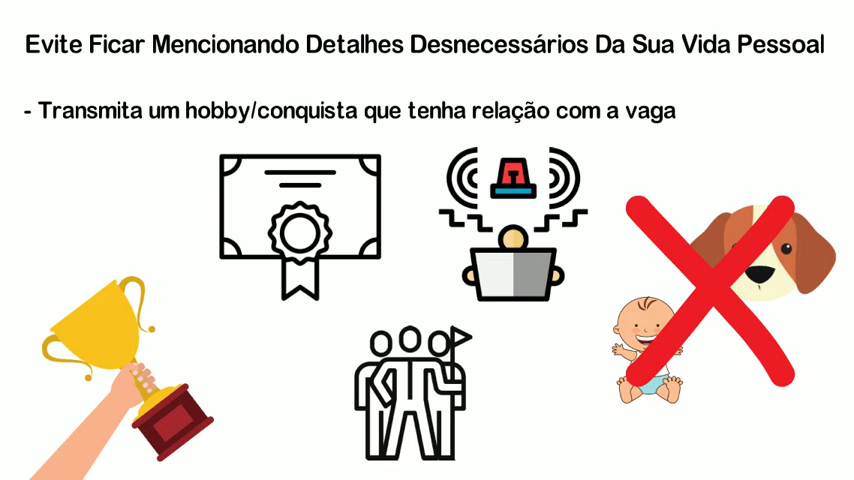 Evite Ficar Mencionando Detalhes Desnecessários Da Sua Vida Pessoal
- Transmita um hobby/conquista que tenha relação com a vaga